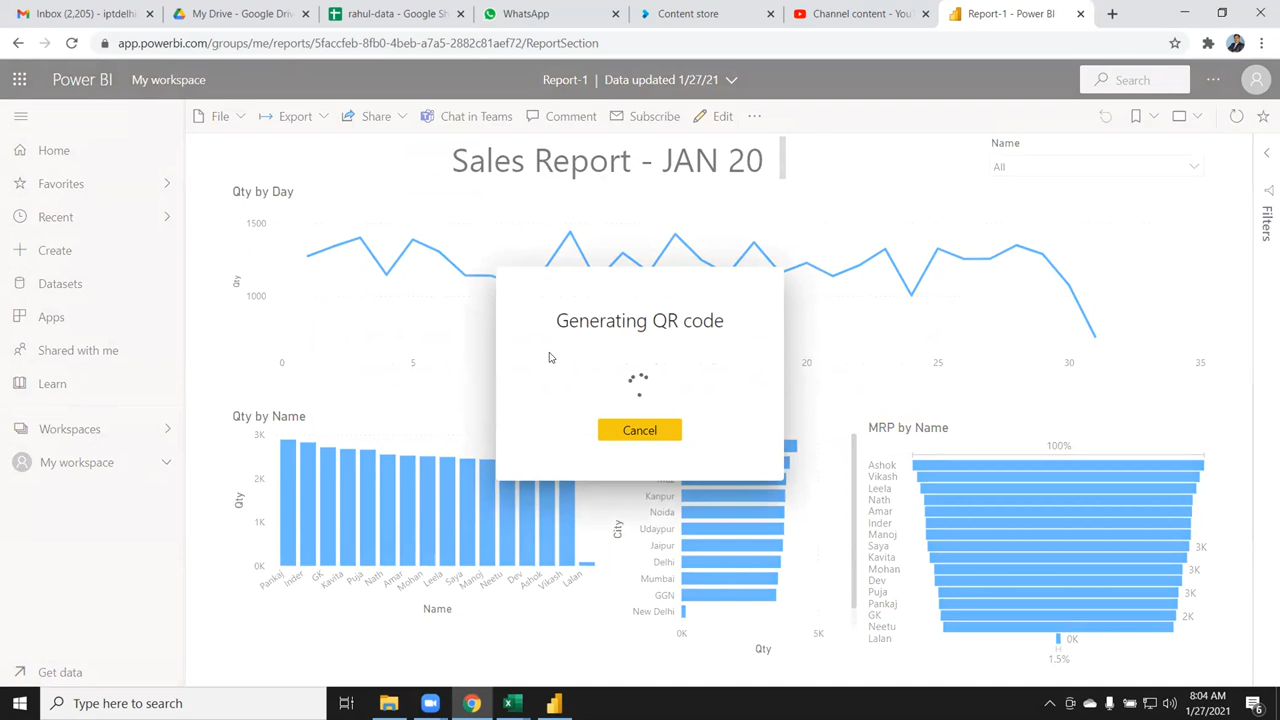 Inbox (2,205) - iptdelhi
My Drive - Google Driv
rahul-data - Google Sh
WhatsApp
Content store
Channel content - You
Report-1 - Power BI
app.powerbi.com/groups/me/reports/5faccfeb-8fb0-4beb-a7a5-2882c81aef72/ReportSection
Power BI My workspace
Report-1 | Data updated 1/27/21
Search
File Export Share Chat in Teams Comment Subscribe Edit
Home
Favorites
Recent
Create
Datasets
Apps
Shared with me
Learn
Workspaces
My workspace
Get data
Sales Report - JAN 20
Name
All
Filters
Qty by Day
1500
1000
Qty
0 5 20 25 30 35
Generating QR code
Cancel
Qty by Name
3K
2K
1K
0K
Qty
Pankaj Inder GK Kavita Puja Nath Amar Mohan Leela Saya Manoj Neetu Dev Ashok Vikash Lalan
Name
City
Kanpur
Noida
Udaypur
Jaipur
Delhi
Mumbai
GGN
New Delhi
0K 5K
Qty
MRP by Name
100%
Ashok
Vikash
Leela
Nath
Amar
Inder
Manoj
Saya 3K
Kavita
Mohan 3K
Dev
Puja 3K
Pankaj
GK 2K
Neetu
Lalan 0K
1.5%
Type here to search
8:04 AM
1/27/2021
6